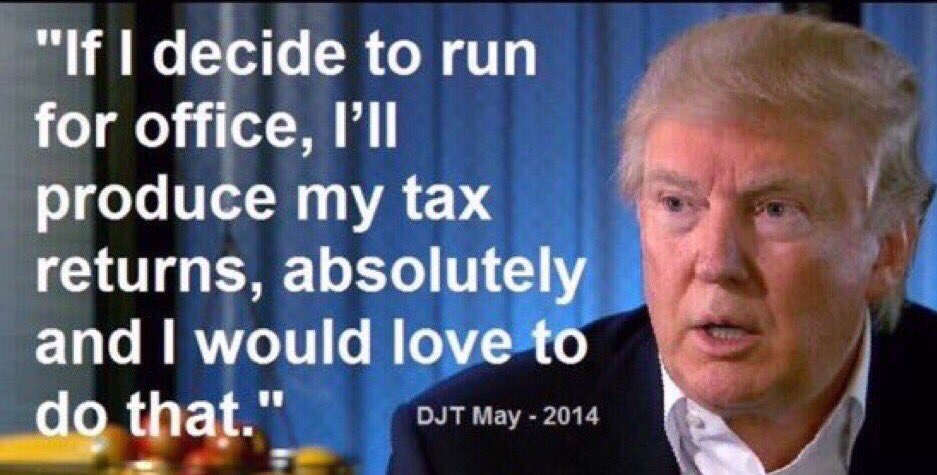 "If I decide to run
for office, I’ll
produce my tax
returns, absolutely
and I would love to
do that."
DJT May - 2014